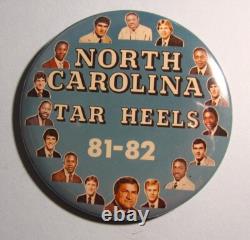 NORTH
CAROLINA
TAR HEELS
81-82